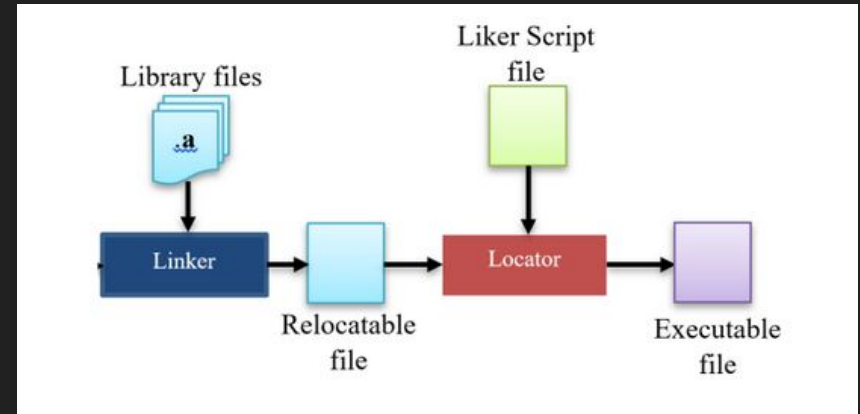 Liker Script
file
Library files
.a
Linker
Locator
Relocatable
file
Executable
file